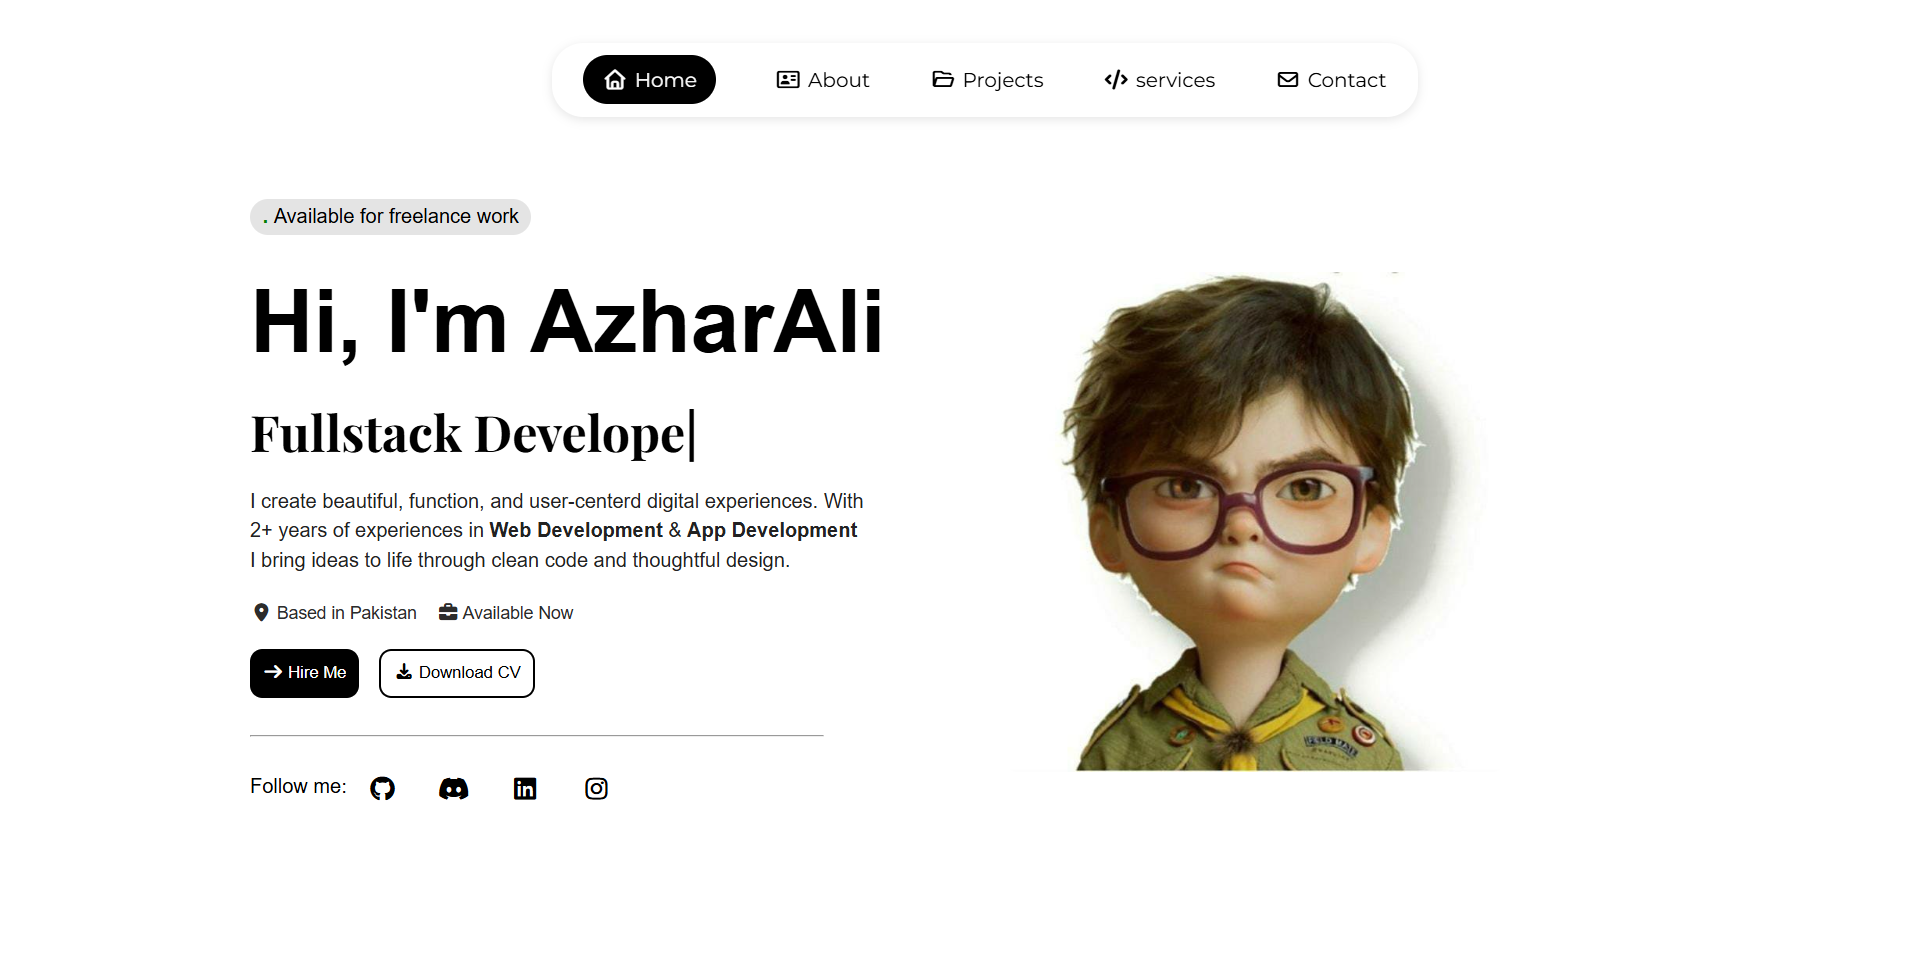 Home About Projects services Contact
. Available for freelance work
Hi, I'm AzharAli
Fullstack Develope|
I create beautiful, function, and user-centerd digital experiences. With
2+ years of experiences in Web Development & App Development
I bring ideas to life through clean code and thoughtful design.
Based in Pakistan Available Now
Hire Me Download CV
Follow me: